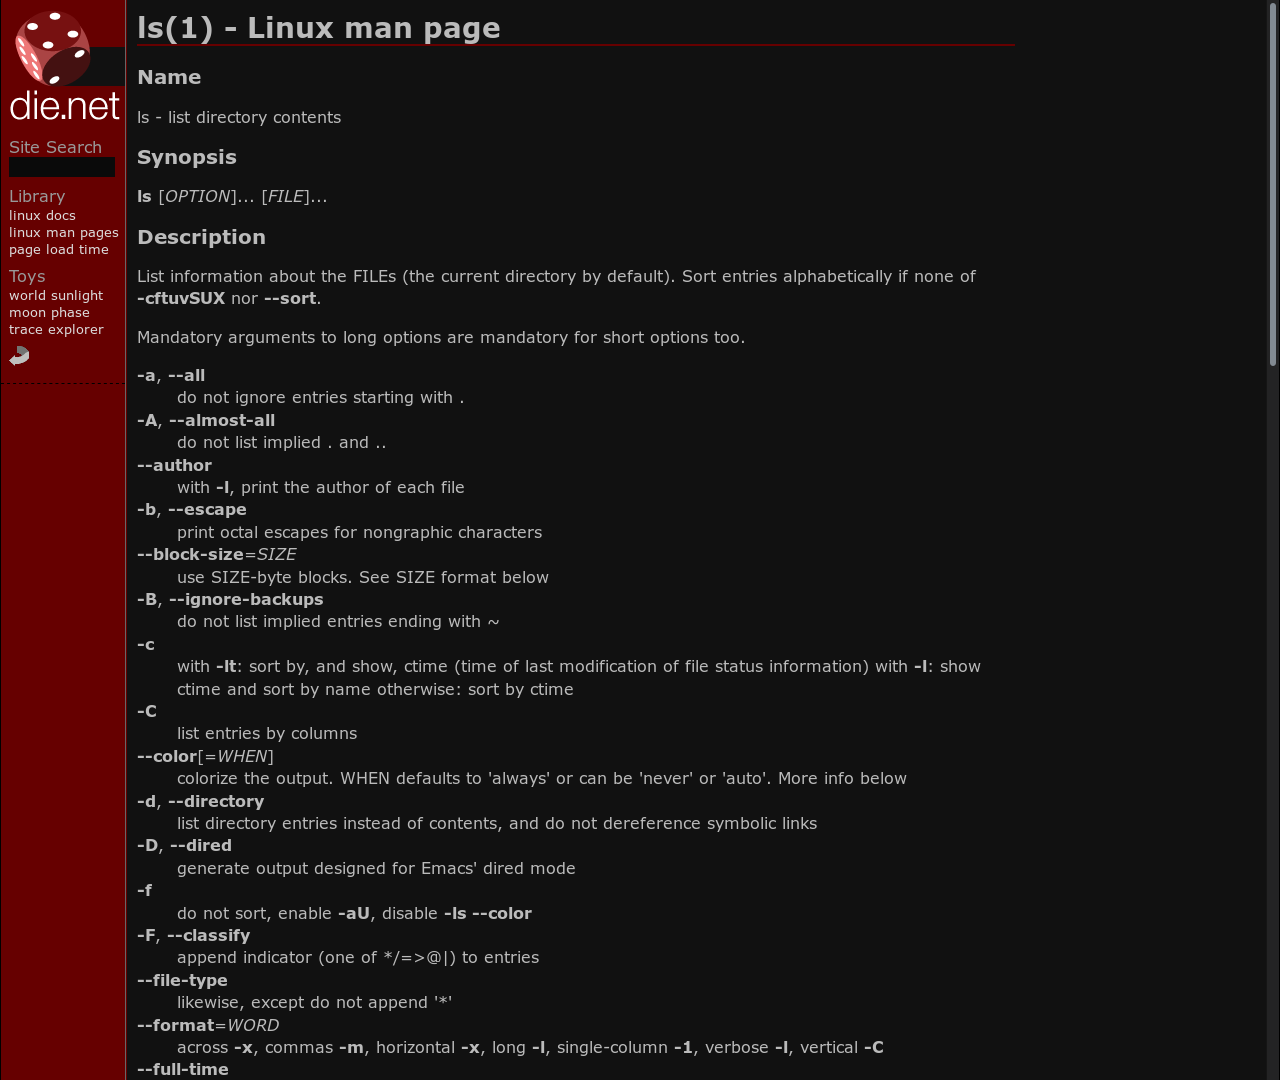 die.net
Site Search
Library
linux docs
linux man pages
page load time
Toys
world sunlight
moon phase
trace explorer
ls(1) - Linux man page
Name
ls - list directory contents
Synopsis
ls [OPTION]... [FILE]...
Description
List information about the FILEs (the current directory by default). Sort entries alphabetically if none of
-cftuvSUX nor --sort.
Mandatory arguments to long options are mandatory for short options too.
-a, --all
do not ignore entries starting with .
-A, --almost-all
do not list implied . and ..
--author
with -l, print the author of each file
-b, --escape
print octal escapes for nongraphic characters
--block-size=SIZE
use SIZE-byte blocks. See SIZE format below
-B, --ignore-backups
do not list implied entries ending with ~
-c
with -lt: sort by, and show, ctime (time of last modification of file status information) with -l: show
ctime and sort by name otherwise: sort by ctime
-C
list entries by columns
--color[=WHEN]
colorize the output. WHEN defaults to 'always' or can be 'never' or 'auto'. More info below
-d, --directory
list directory entries instead of contents, and do not dereference symbolic links
-D, --dired
generate output designed for Emacs' dired mode
-f
do not sort, enable -aU, disable -ls --color
-F, --classify
append indicator (one of */=>@|) to entries
--file-type
likewise, except do not append '*'
--format=WORD
across -x, commas -m, horizontal -x, long -l, single-column -1, verbose -l, vertical -C
--full-time